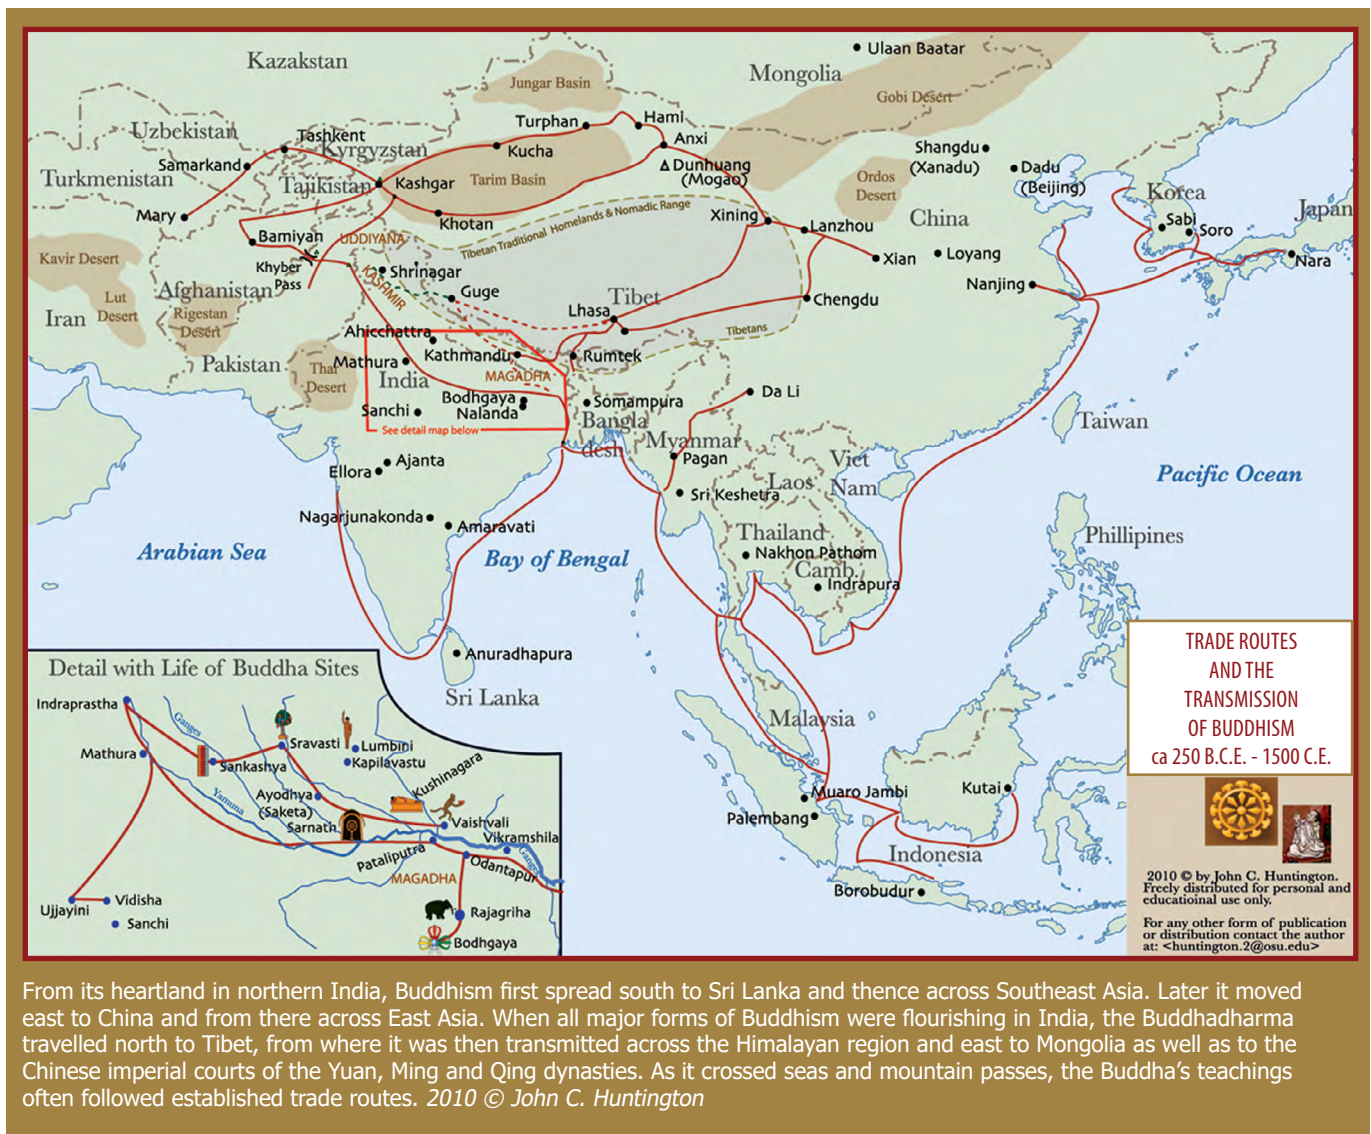 Kazakstan
Mongolia
Ulaan Baatar
Jungar Basin
Gobi Desert
Uzbekistan
Tashkent
Kyrgyzstan
Turphan
Hami
Anxi
Kucha
Samarkand
Turkmenistan
Tajikistan
Kashgar
Tarim Basin
Dunhuang
(Mogao)
Shangdu
(Xanadu)
Dadu
(Beijing)
Ordos
Desert
Korea
Mary
Khotan
Tibetan Traditional Homelands & Nomadic Range
Xining
Lanzhou
China
Sabi
Soro
Japan
Bamiyan
UDDIYANA
Kavir Desert
Khyber
Pass
Shrinagar
KASHMIR
Xian
Loyang
Nara
Lut
Desert
Afghanistan
Guge
Tibet
Nanjing
Iran
Rigestan
Desert
Lhasa
Chengdu
Ahicchattra
Tibetans
Pakistan
Thar
Desert
Mathura
India
Kathmandu
Rumtek
MAGADHA
Bodhgaya
Nalanda
Somampura
Da Li
Sanchi
See detail map below
Bangla
desh
Myanmar
Taiwan
Pagan
Viet
Nam
Ajanta
Ellora
Laos
Sri Keshetra
Pacific Ocean
Nagarjunakonda
Amaravati
Thailand
Phillipines
Arabian Sea
Bay of Bengal
Nakhon Pathom
Camb.
Indrapura
Anuradhapura
Sri Lanka
Malaysia
Muaro Jambi
Kutai
Palembang
Indonesia
Borobudur
Detail with Life of Buddha Sites
Indraprastha
Ganges
Mathura
Sravasti
Lumbini
Sankashya
Kapilavastu
Kushinagara
Yamuna
Ayodhya
(Saketa)
Sarnath
Vaishvali
Vikramshila
Pataliputra
Ganges
Odantapur
MAGADHA
Vidisha
Ujjayini
Sanchi
Rajagriha
Bodhgaya
TRADE ROUTES
AND THE
TRANSMISSION
OF BUDDHISM
ca 250 B.C.E. - 1500 C.E.
2010 © by John C. Huntington.
Freely distributed for personal and
educatioinal use only.
For any other form of publication
or distribution contact the author
at: <huntington.2@osu.edu>
From its heartland in northern India, Buddhism first spread south to Sri Lanka and thence across Southeast Asia. Later it moved
east to China and from there across East Asia. When all major forms of Buddhism were flourishing in India, the Buddhadharma
travelled north to Tibet, from where it was then transmitted across the Himalayan region and east to Mongolia as well as to the
Chinese imperial courts of the Yuan, Ming and Qing dynasties. As it crossed seas and mountain passes, the Buddha’s teachings
often followed established trade routes. 2010 © John C. Huntington